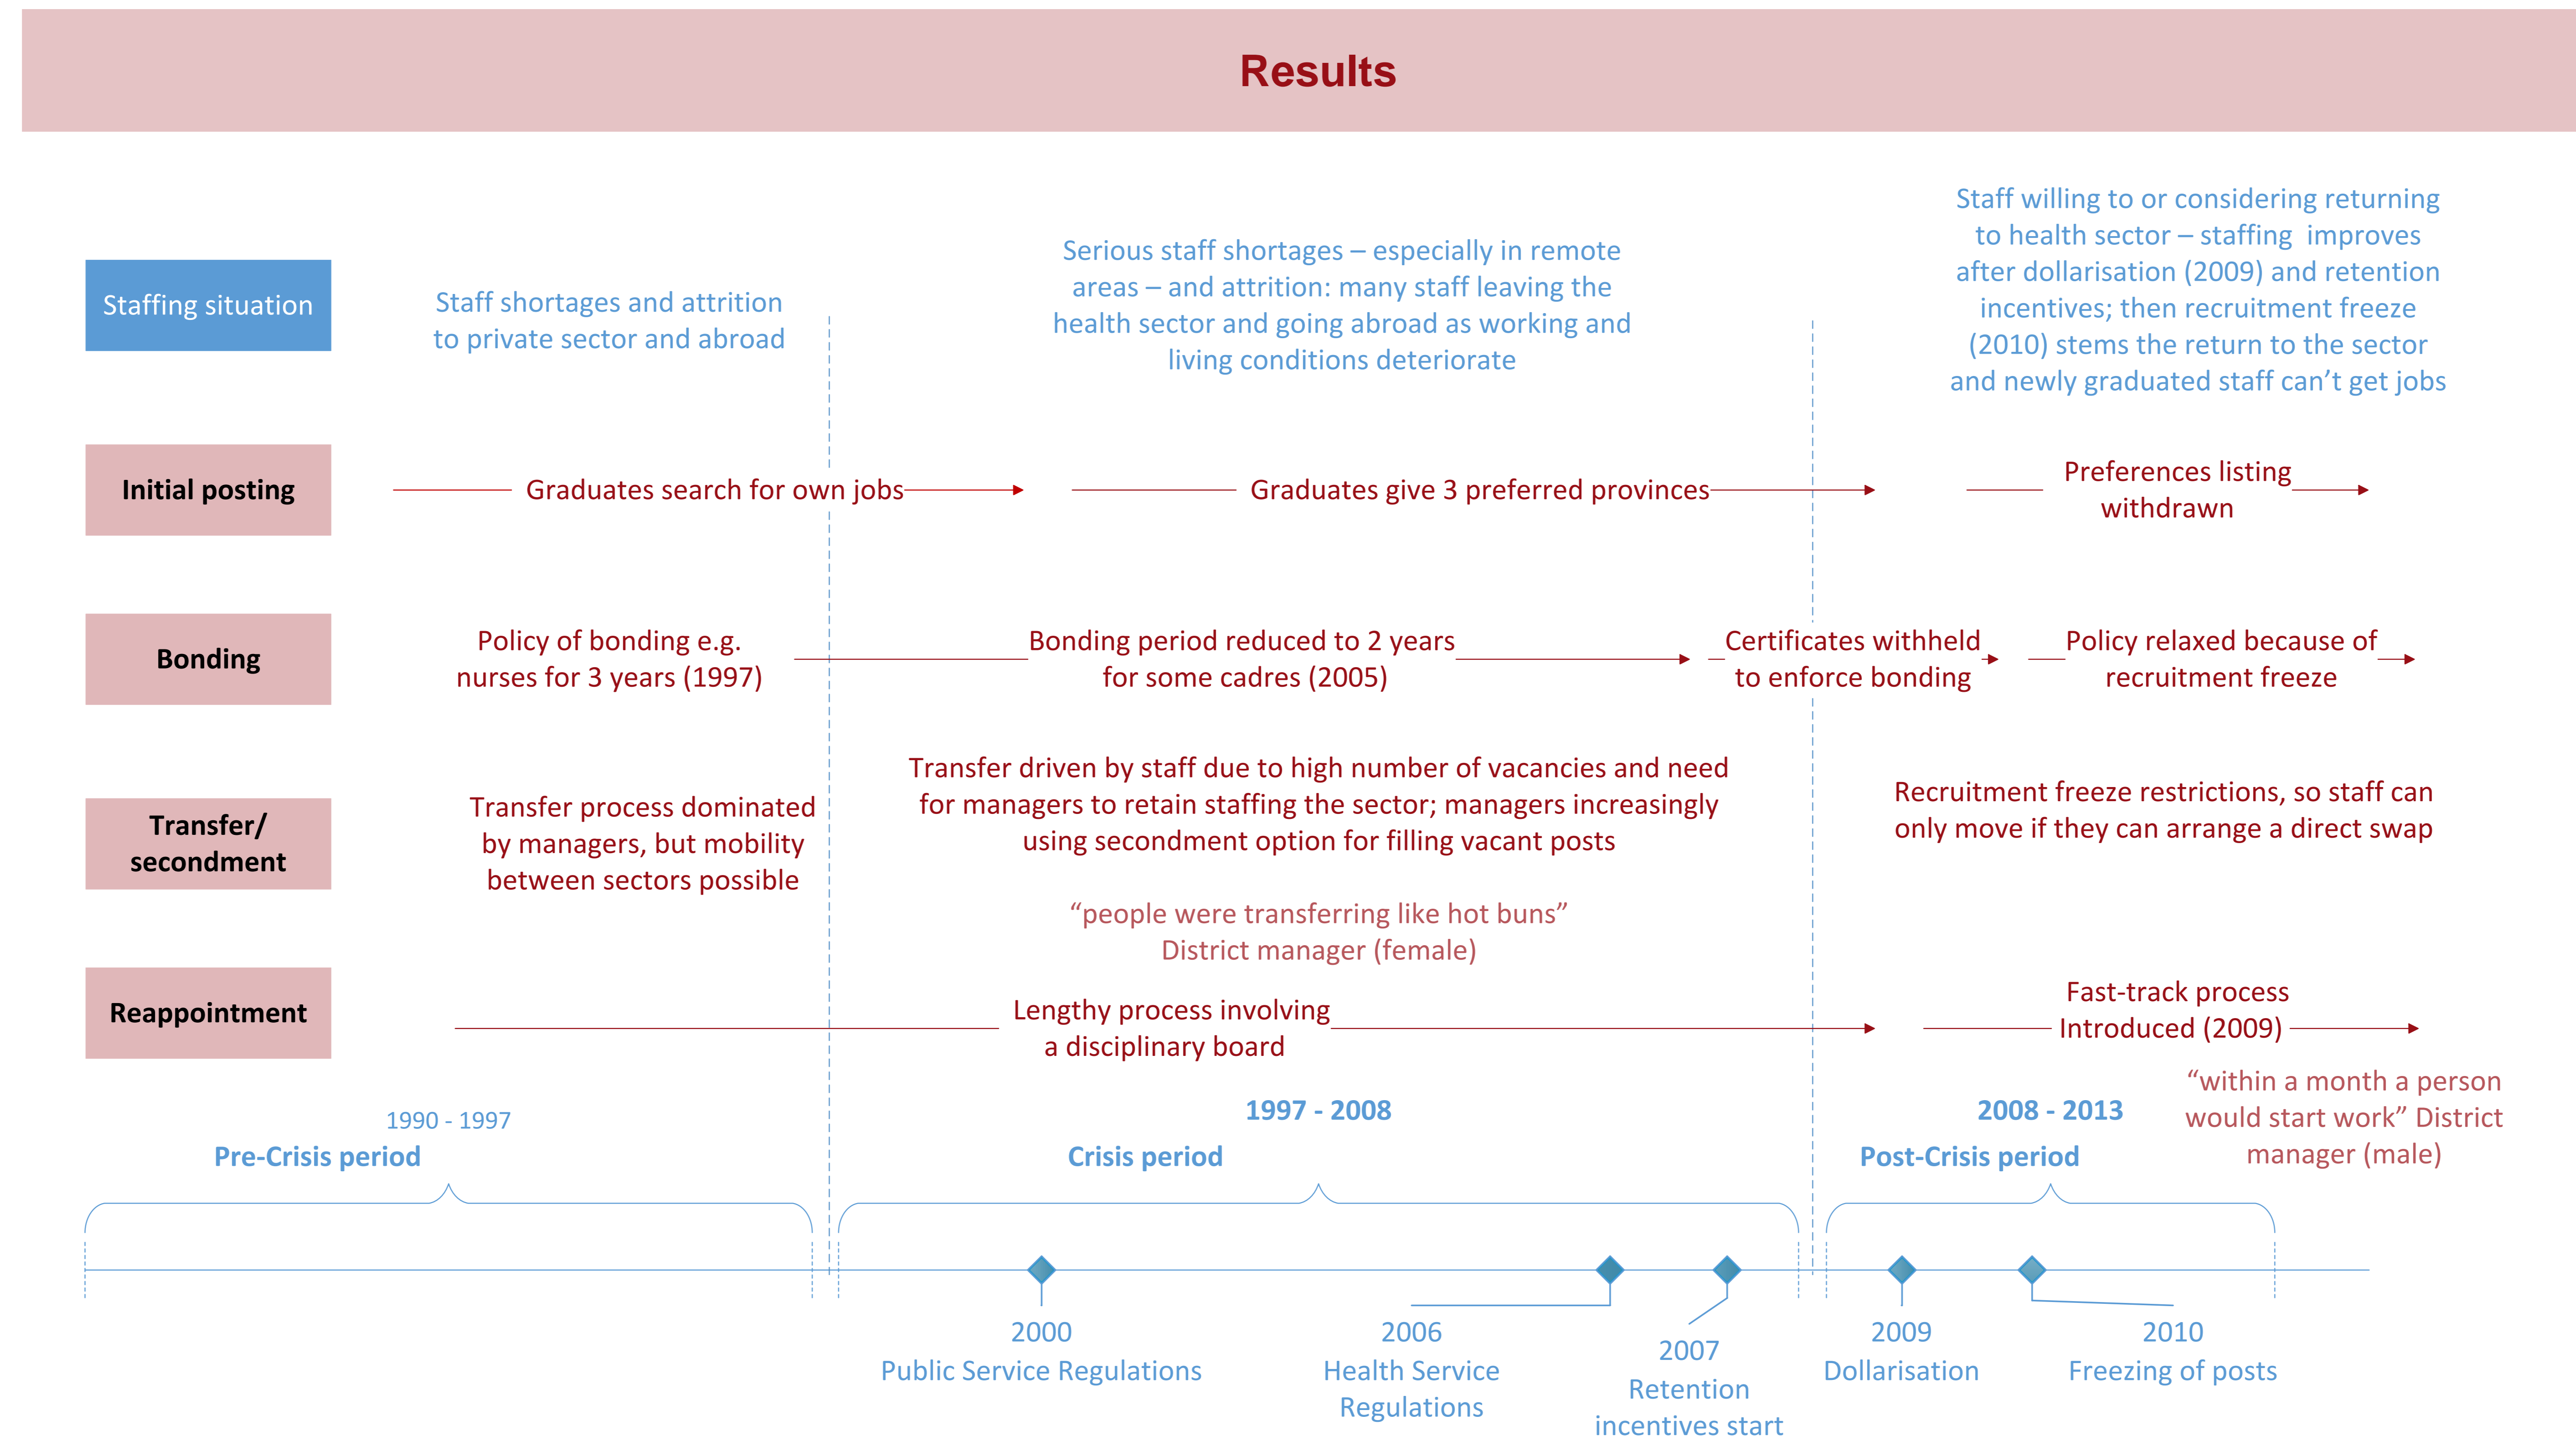 Results
Staffing situation
Staff shortages and attrition
to private sector and abroad
Serious staff shortages – especially in remote
areas – and attrition: many staff leaving the
health sector and going abroad as working and
living conditions deteriorate
Staff willing to or considering returning
to health sector – staffing  improves
after dollarisation (2009) and retention
incentives; then recruitment freeze
(2010) stems the return to the sector
and newly graduated staff can’t get jobs
Initial posting
Graduates search for own jobs
Graduates give 3 preferred provinces
Preferences listing
withdrawn
Bonding
Policy of bonding e.g.
nurses for 3 years (1997)
Bonding period reduced to 2 years
for some cadres (2005)
Certificates withheld
to enforce bonding
Policy relaxed because of
recruitment freeze
Transfer/
secondment
Transfer process dominated
by managers, but mobility
between sectors possible
Transfer driven by staff due to high number of vacancies and need
for managers to retain staffing the sector; managers increasingly
using secondment option for filling vacant posts
“people were transferring like hot buns”
District manager (female)
Recruitment freeze restrictions, so staff can
only move if they can arrange a direct swap
Reappointment
Lengthy process involving
a disciplinary board
Fast-track process
Introduced (2009)
“within a month a person
would start work” District
manager (male)
1990 - 1997
Pre-Crisis period
1997 - 2008
Crisis period
2008 - 2013
Post-Crisis period
2000
Public Service Regulations
2006
Health Service
Regulations
2007
Retention
incentives start
2009
Dollarisation
2010
Freezing of posts